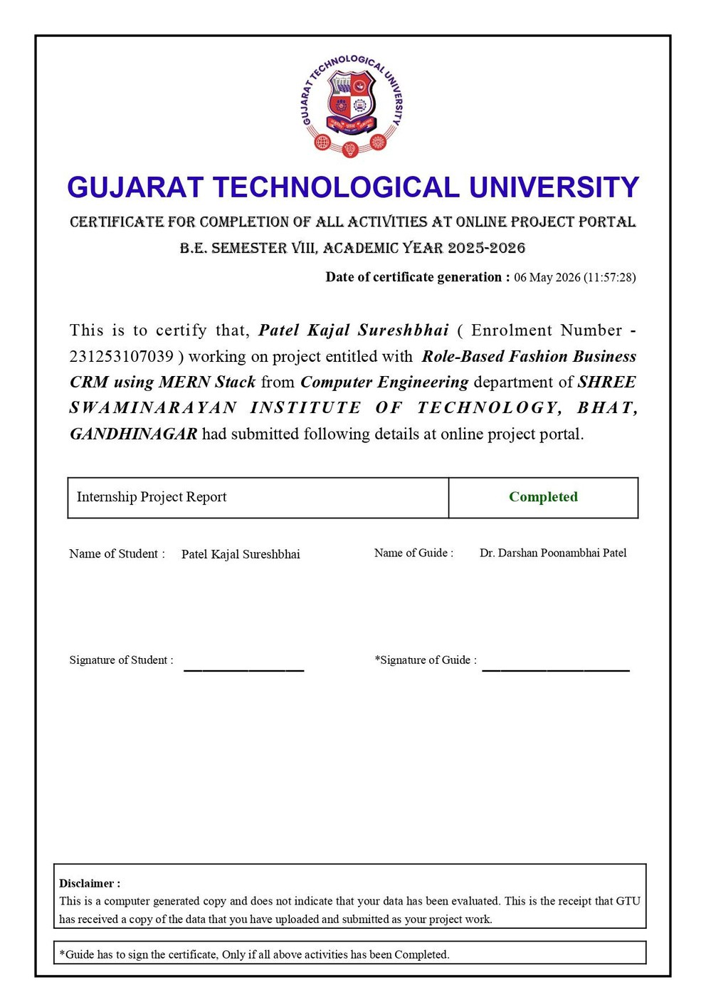 GUJARAT TECHNOLOGICAL UNIVERSITY
GUJARAT TECHNOLOGICAL UNIVERSITY
CERTIFICATE FOR COMPLETION OF ALL ACTIVITIES AT ONLINE PROJECT PORTAL
B.E. SEMESTER VIII, ACADEMIC YEAR 2025-2026
Date of certificate generation : 06 May 2026 (11:57:28)
This is to certify that, Patel Kajal Sureshbhai ( Enrolment Number -
231253107039 ) working on project entitled with Role-Based Fashion Business
CRM using MERN Stack from Computer Engineering department of SHREE
SWAMINARAYAN INSTITUTE OF TECHNOLOGY, BHAT,
GANDHINAGAR had submitted following details at online project portal.
Internship Project Report Completed
Name of Student : Patel Kajal Sureshbhai Name of Guide : Dr. Darshan Poonambhai Patel
Signature of Student : *Signature of Guide :
Disclaimer :
This is a computer generated copy and does not indicate that your data has been evaluated. This is the receipt that GTU
has received a copy of the data that you have uploaded and submitted as your project work.
*Guide has to sign the certificate, Only if all above activities has been Completed.